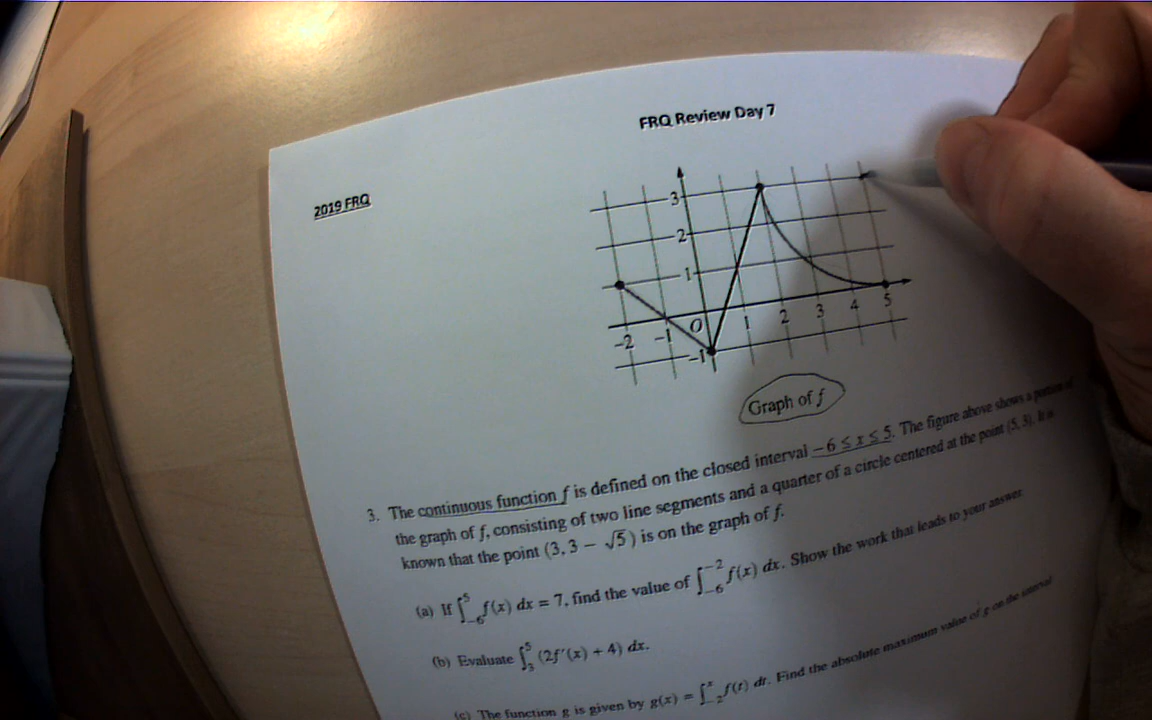 FRQ Review Day 7
2019 FRQ
3
2
1
O
-2 -1 1 2 3 4 5
-1
Graph of f
3. The continuous function f is defined on the closed interval −6 ≤ x ≤ 5. The figure above shows a portion of
the graph of f, consisting of two line segments and a quarter of a circle centered at the point (5, 3). It is
known that the point (3, 3 − √5) is on the graph of f.
(a) If ∫₋₆⁵ f(x) dx = 7, find the value of ∫₋₆⁻² f(x) dx. Show the work that leads to your answer.
(b) Evaluate ∫₃⁵ (2f′(x) + 4) dx.
(c) The function g is given by g(x) = ∫₋₂ˣ f(t) dt. Find the absolute maximum value of g on the interval